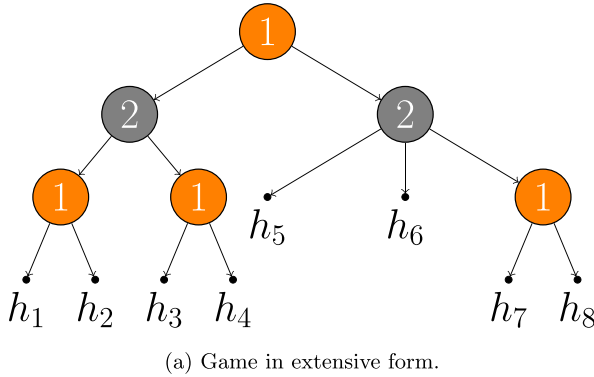 1
2 2
1 1 1
h5 h6
h1 h2 h3 h4 h7 h8
(a) Game in extensive form.